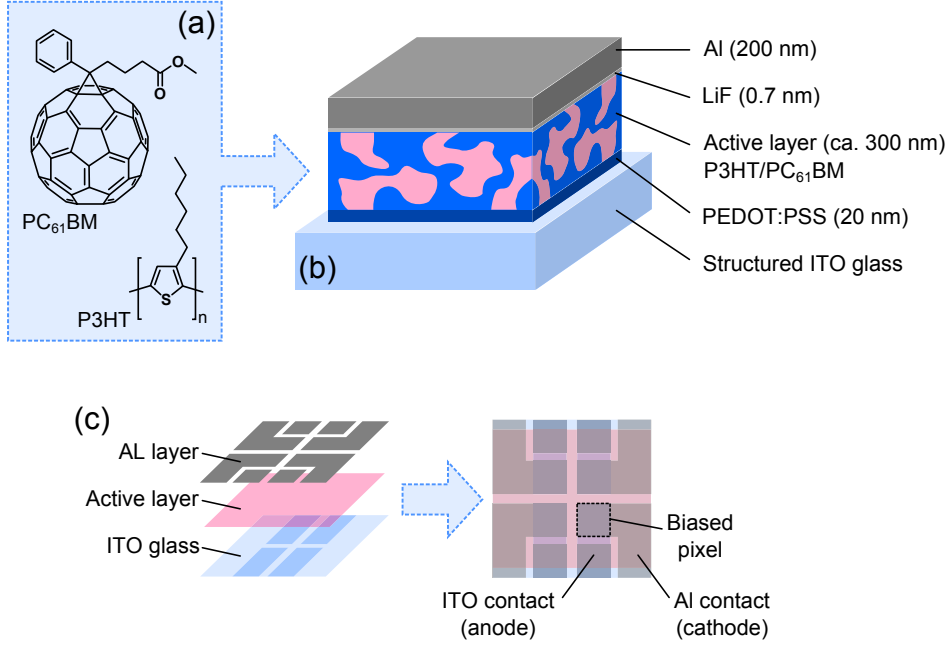 (a)
O
O
PC61BM
S
n
P3HT
(b)
Al (200 nm)
LiF (0.7 nm)
Active layer (ca. 300 nm)
P3HT/PC61BM
PEDOT:PSS (20 nm)
Structured ITO glass
(c)
AL layer
Active layer
ITO glass
Biased
pixel
ITO contact
(anode)
Al contact
(cathode)